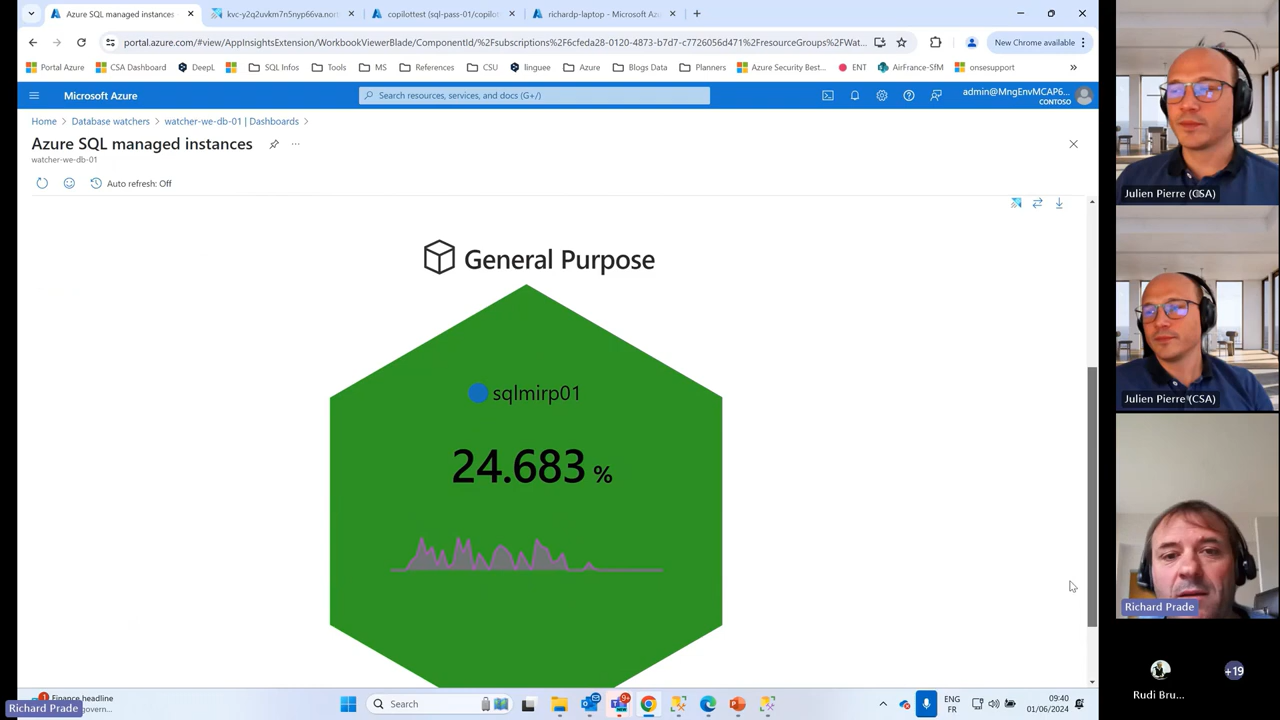 Azure SQL managed instances
kvc-y2q2uvkm7n5nyp66va.nort
copilottest (sql-pass-01/copilot
richardp-laptop - Microsoft Azu
portal.azure.com/#view/AppInsightsExtension/WorkbookViewerBlade/ComponentId/%2Fsubscriptions%2F6cfeda28-0120-4873-b7d7-c7726056d471%2FresourceGroups%2FWat...
New Chrome available
Portal Azure
CSA Dashboard
DeepL
SQL Infos
Tools
MS
References
CSU
linguee
Azure
Blogs Data
Planners
Azure Security Best...
ENT
AirFrance-SfM
onsesupport
Microsoft Azure
Search resources, services, and docs (G+/)
admin@MngEnvMCAP6...
CONTOSO
Home > Database watchers > watcher-we-db-01 | Dashboards >
Azure SQL managed instances
watcher-we-db-01
Auto refresh: Off
General Purpose
sqlmirp01
24.683 %
Julien Pierre (CSA)
Julien Pierre (CSA)
Richard Prade
Rudi Bru...
+19
1
Finance headline
govern...
Richard Prade
Search
9+
ENG
FR
09:40
01/06/2024